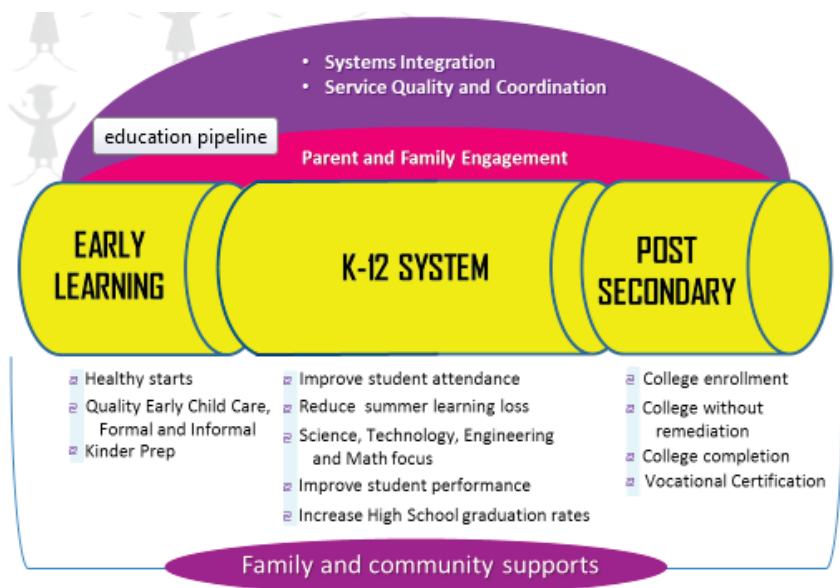 • Systems Integration
• Service Quality and Coordination
education pipeline
Parent and Family Engagement
EARLY
LEARNING
K-12 SYSTEM
POST
SECONDARY
Healthy starts
Quality Early Child Care,
Formal and Informal
Kinder Prep
Improve student attendance
Reduce summer learning loss
Science, Technology, Engineering
and Math focus
Improve student performance
Increase High School graduation rates
College enrollment
College without
remediation
College completion
Vocational Certification
Family and community supports